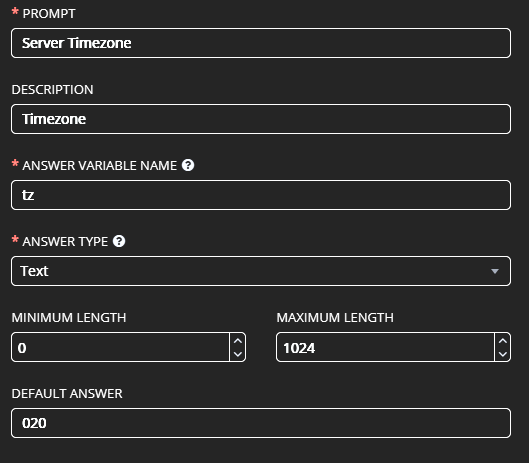 * PROMPT
Server Timezone
DESCRIPTION
Timezone
* ANSWER VARIABLE NAME ?
tz
* ANSWER TYPE ?
Text
MINIMUM LENGTH
0
MAXIMUM LENGTH
1024
DEFAULT ANSWER
020